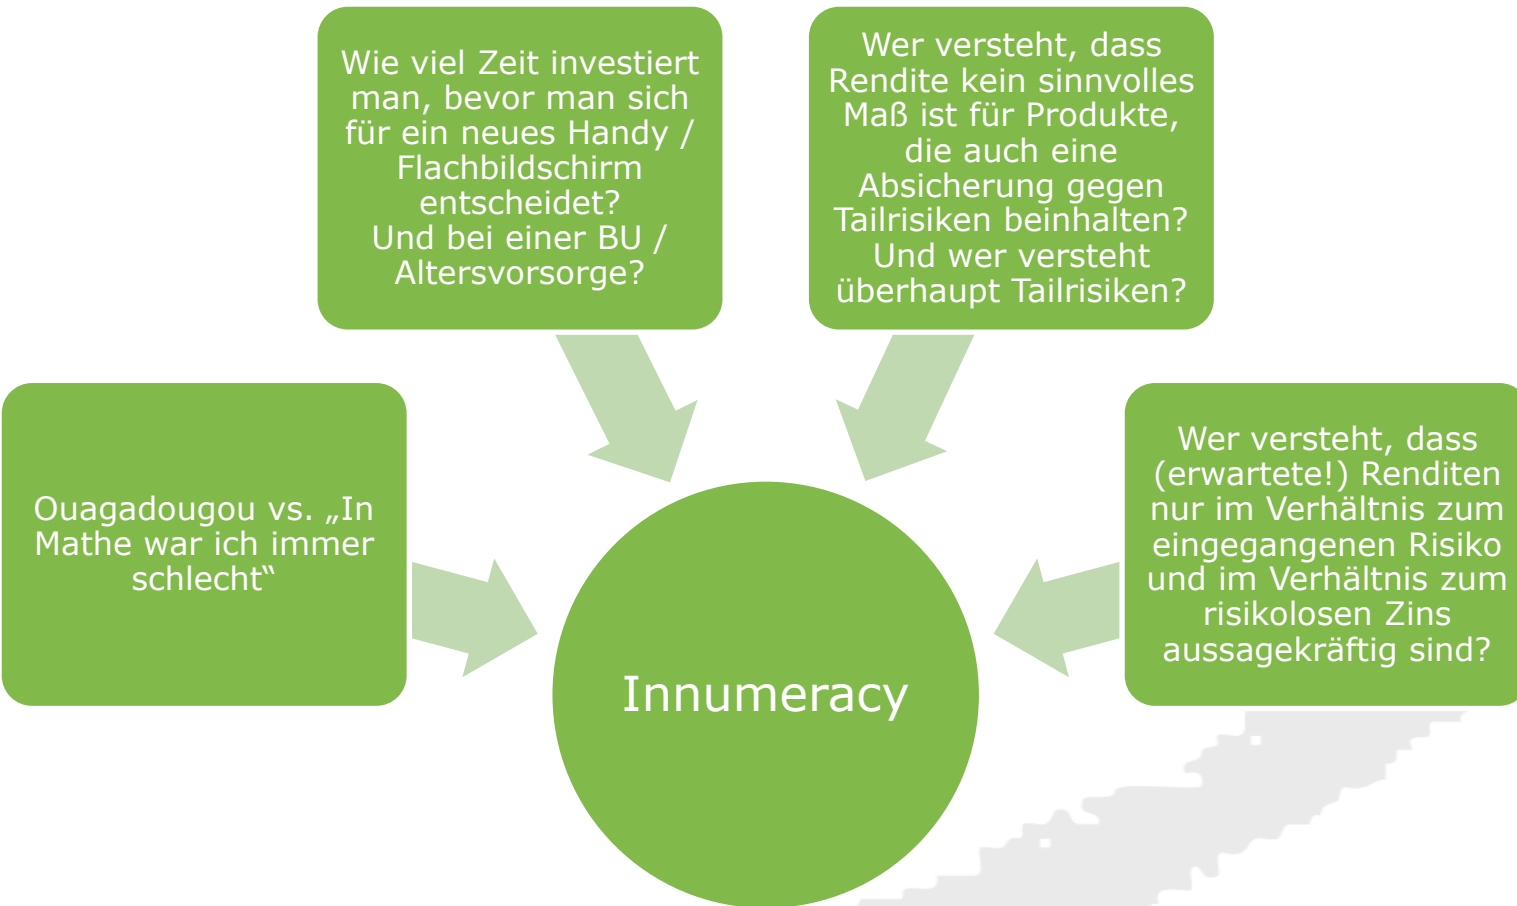 Wie viel Zeit investiert
man, bevor man sich
für ein neues Handy /
Flachbildschirm
entscheidet?
Und bei einer BU /
Altersvorsorge?
Wer versteht, dass
Rendite kein sinnvolles
Maß ist für Produkte,
die auch eine
Absicherung gegen
Tailrisiken beinhalten?
Und wer versteht
überhaupt Tailrisiken?
Ouagadougou vs. „In
Mathe war ich immer
schlecht“
Wer versteht, dass
(erwartete!) Renditen
nur im Verhältnis zum
eingegangenen Risiko
und im Verhältnis zum
risikolosen Zins
aussagekräftig sind?
Innumeracy